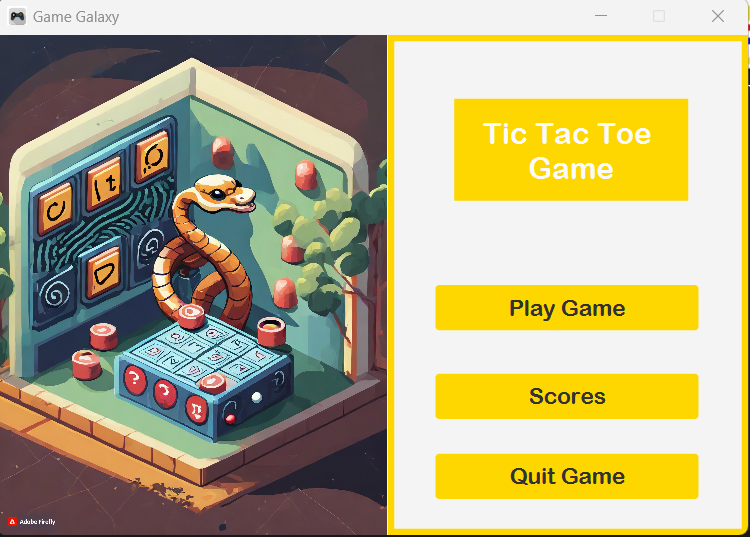 Game Galaxy
Tic Tac Toe
Game
Play Game
Scores
Quit Game
Adobe Firefly